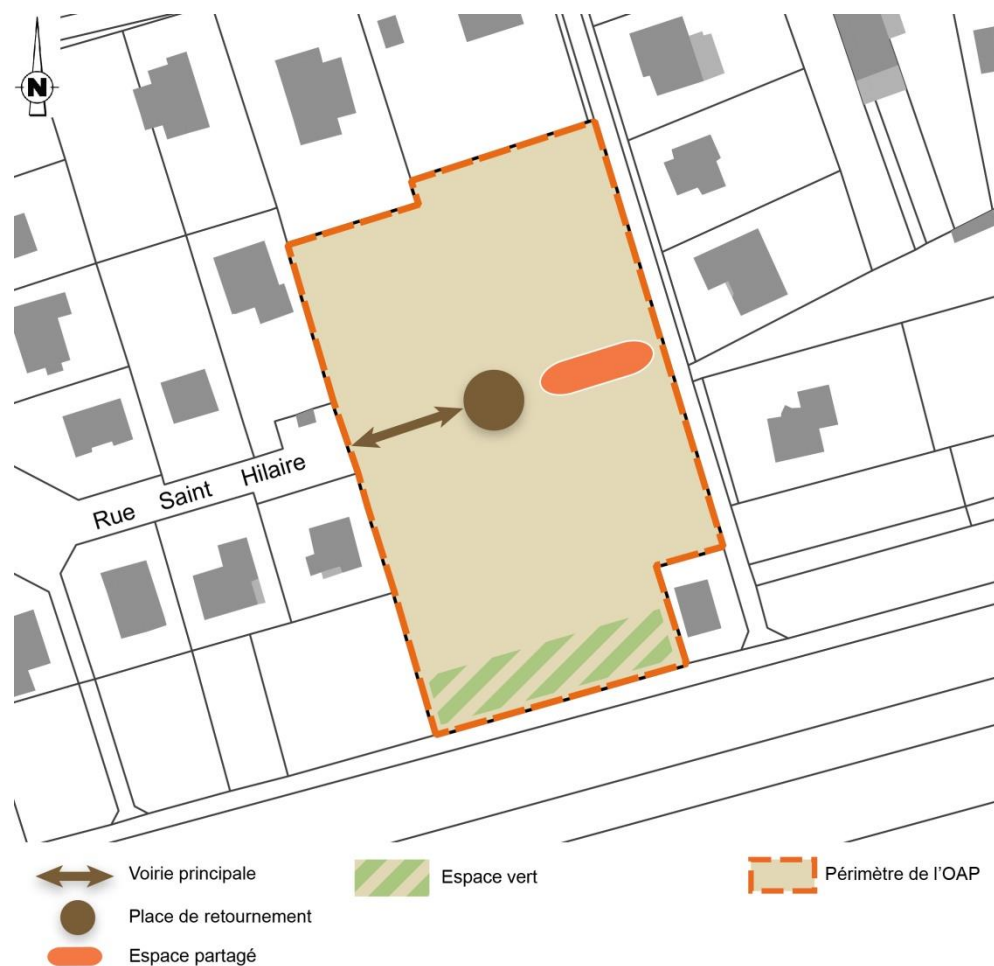 N
Rue Saint Hilaire
Voirie principale
Espace vert
Périmètre de l'OAP
Place de retournement
Espace partagé